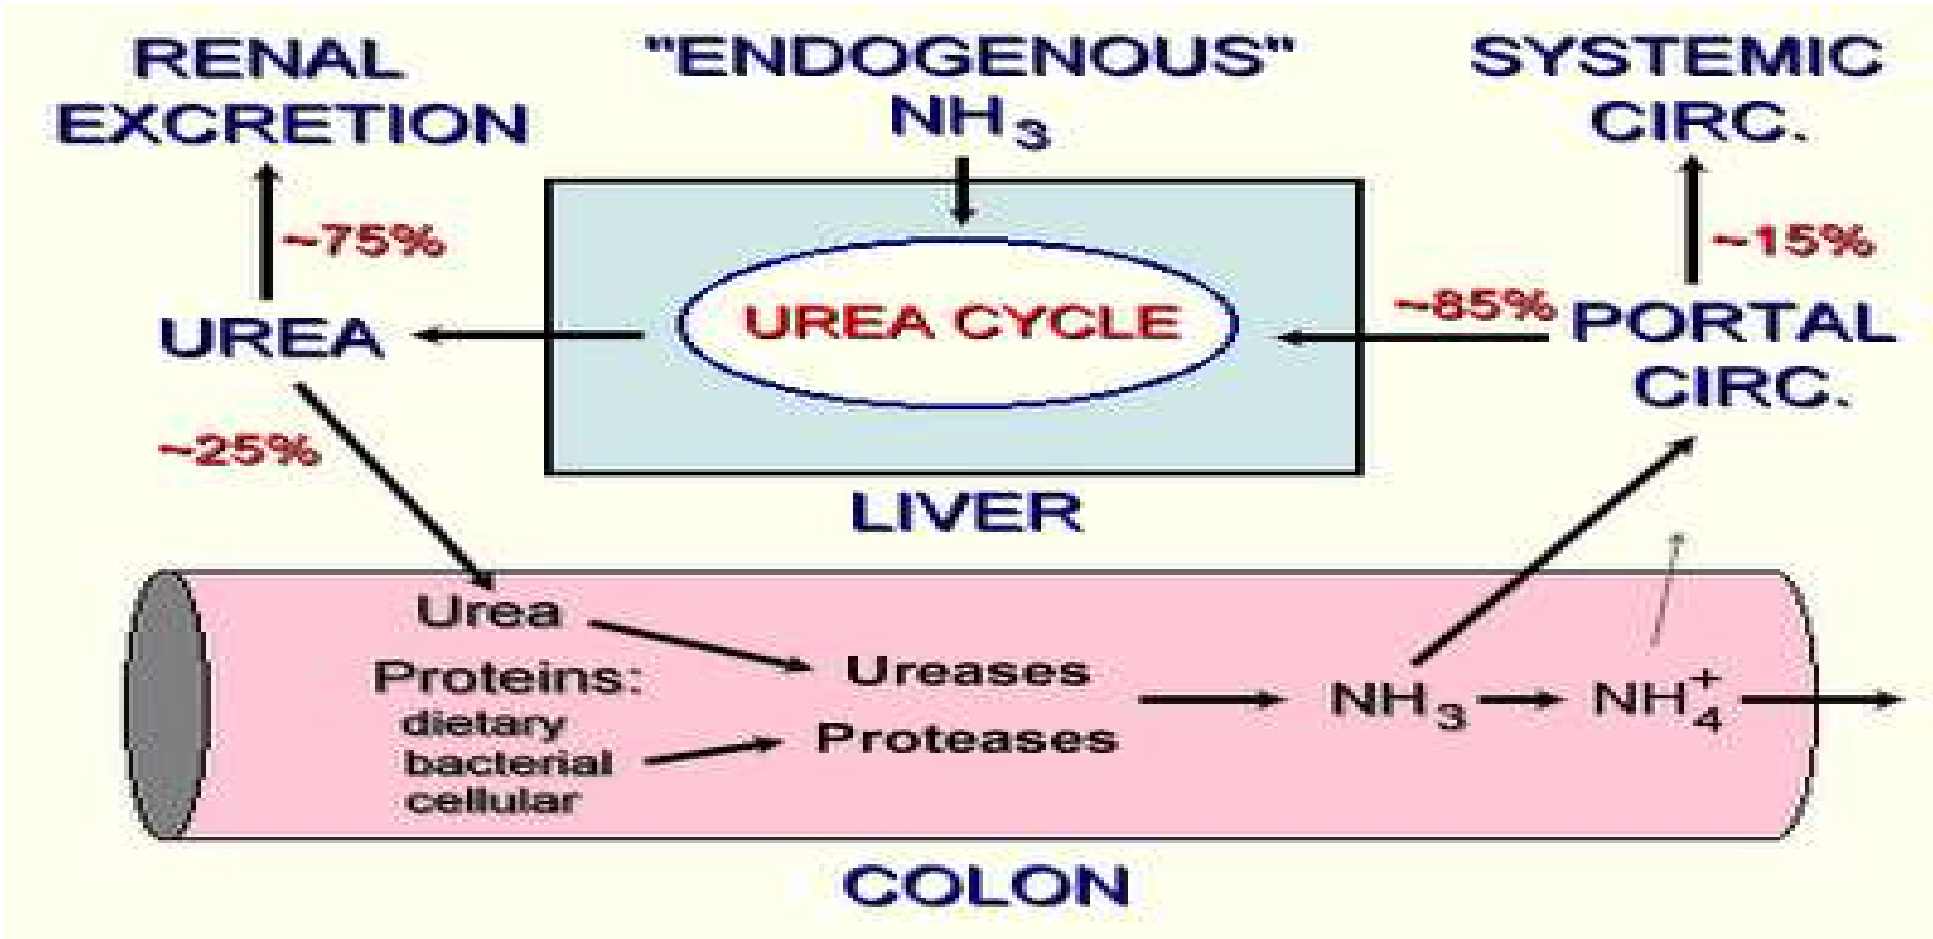 RENAL
EXCRETION
"ENDOGENOUS"
NH3
SYSTEMIC
CIRC.
~75%
~15%
UREA
UREA CYCLE
~85%
PORTAL
CIRC.
~25%
LIVER
Urea
Proteins:
dietary
bacterial
cellular
Ureases
Proteases
NH3
NH4+
COLON